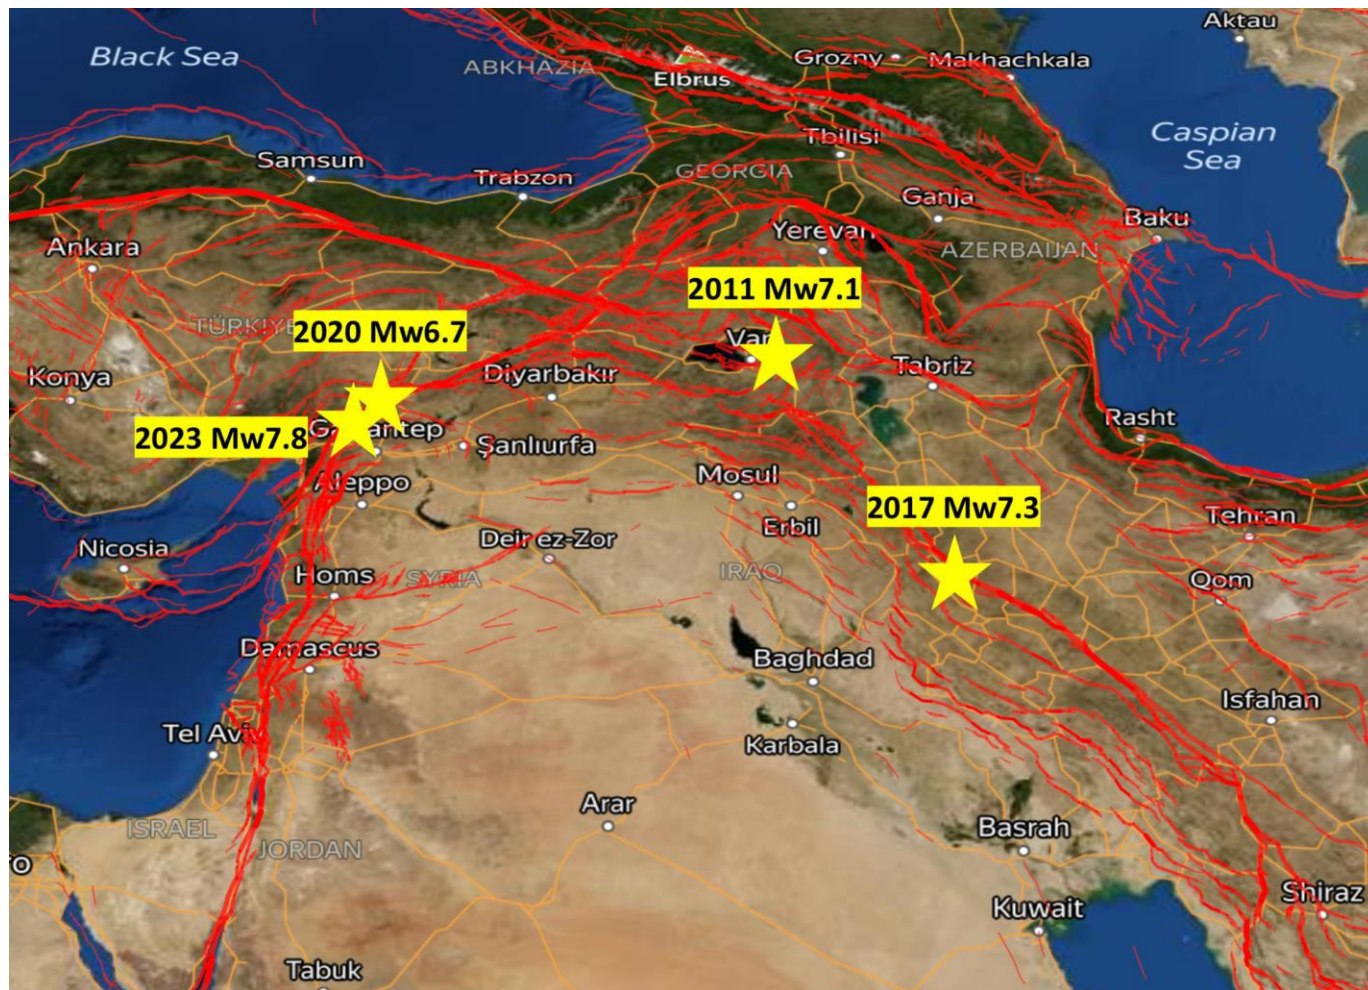 Aktau
Black Sea
Grozny
Makhachkala
ABKHAZIA
Elbrus
Caspian
Sea
Tbilisi
Samsun
GEORGIA
Trabzon
Ganja
Baku
Yerevan
Ankara
AZERBAIJAN
2011 Mw7.1
TÜRKİYE
2020 Mw6.7
Van
Tabriz
Konya
Diyarbakır
Rasht
2023 Mw7.8
Şanlıurfa
Aleppo
Mosul
2017 Mw7.3
Tehran
Erbil
Nicosia
Deir ez-Zor
Homs
SYRIA
IRAQ
Qom
Damascus
Baghdad
Isfahan
Tel Aviv
Karbala
Arar
ISRAEL
Basrah
JORDAN
Shiraz
Kuwait
Tabuk